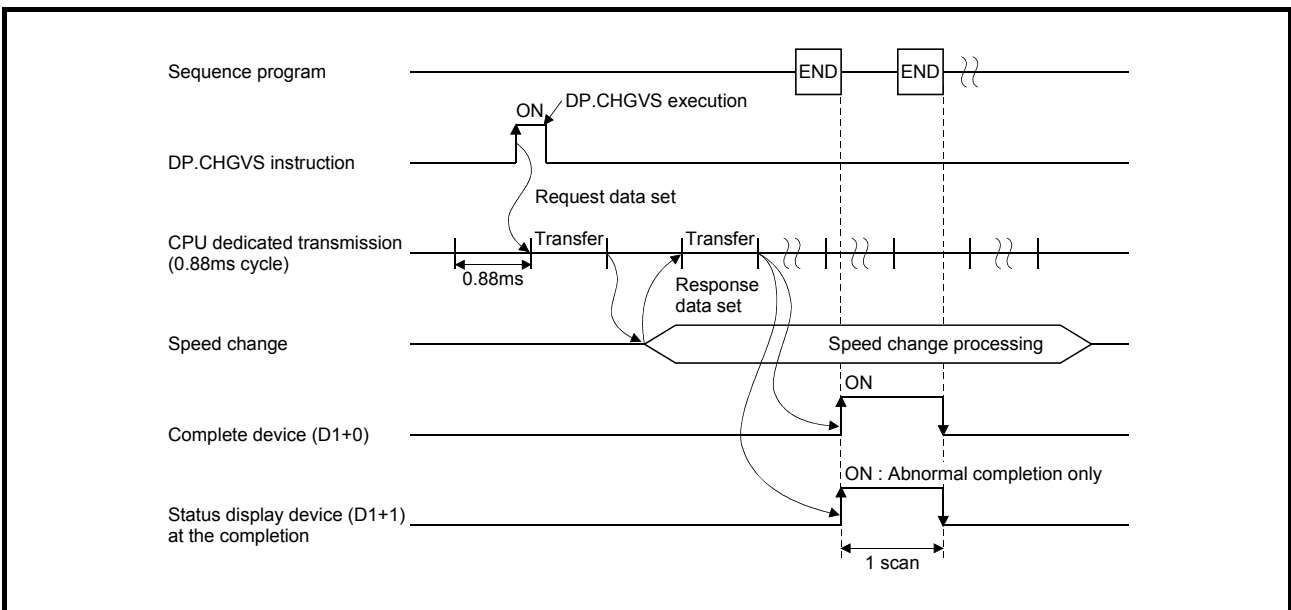 Sequence program
END
END
ON
DP.CHGVS execution
DP.CHGVS instruction
Request data set
CPU dedicated transmission
(0.88ms cycle)
Transfer
Transfer
0.88ms
Response
data set
Speed change
Speed change processing
ON
Complete device (D1+0)
ON : Abnormal completion only
Status display device (D1+1)
at the completion
1 scan